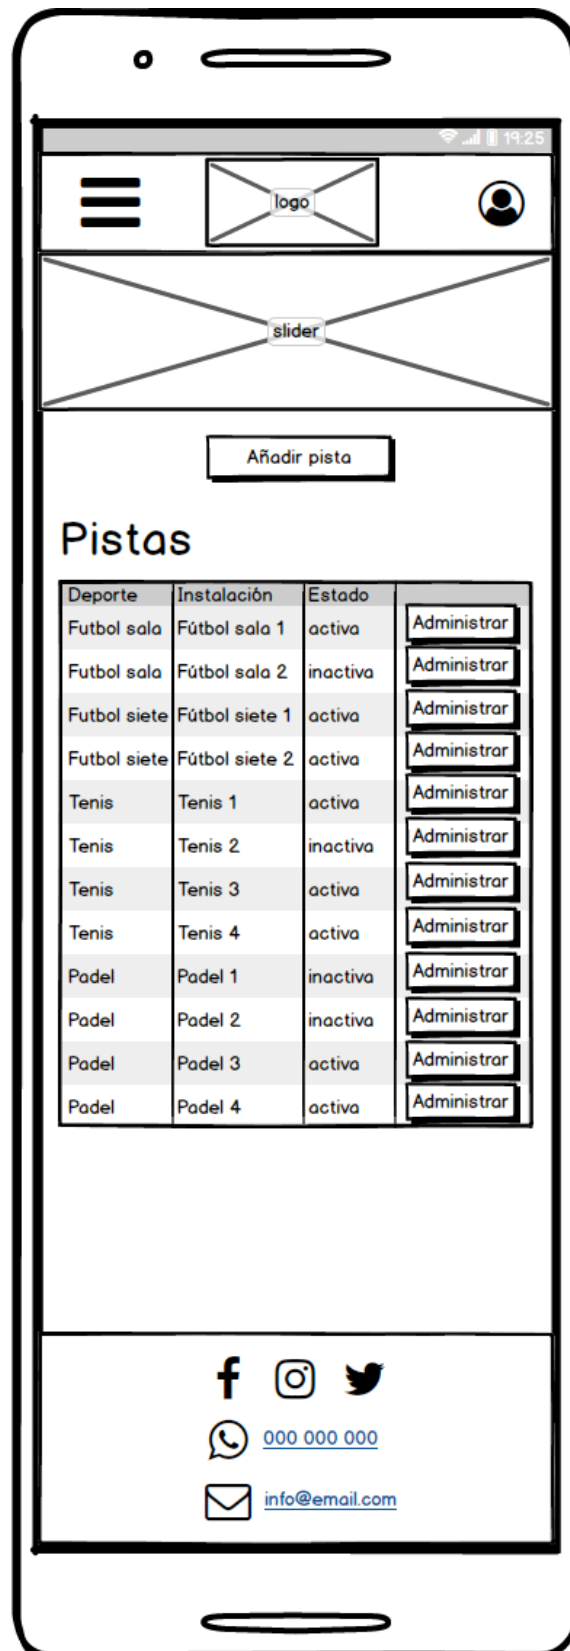 19:25
logo
slider
Añadir pista
Pistas
Deporte Instalación Estado
Futbol sala Fútbol sala 1 activa Administrar
Futbol sala Fútbol sala 2 inactiva Administrar
Futbol siete Fútbol siete 1 activa Administrar
Futbol siete Fútbol siete 2 activa Administrar
Tenis Tenis 1 activa Administrar
Tenis Tenis 2 inactiva Administrar
Tenis Tenis 3 activa Administrar
Tenis Tenis 4 activa Administrar
Padel Padel 1 inactiva Administrar
Padel Padel 2 inactiva Administrar
Padel Padel 3 activa Administrar
Padel Padel 4 activa Administrar
000 000 000
info@email.com